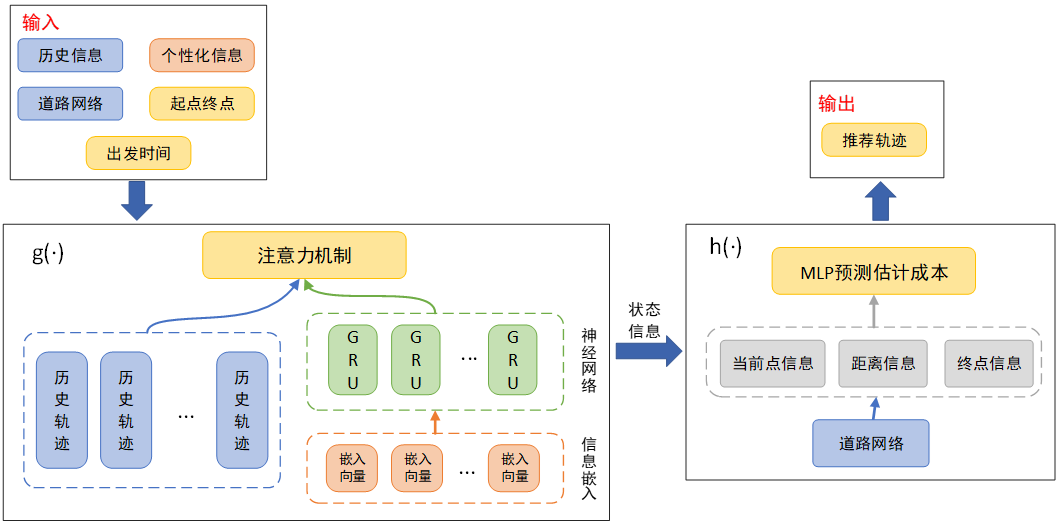 输入
历史信息
个性化信息
道路网络
起点终点
出发时间
g(·)
注意力机制
历史轨迹
历史轨迹
...
历史轨迹
GRU
GRU
...
GRU
神经网络
嵌入
向量
嵌入
向量
...
嵌入
向量
信息嵌入
状态
信息
h(·)
MLP预测估计成本
当前点信息
距离信息
终点信息
道路网络
输出
推荐轨迹